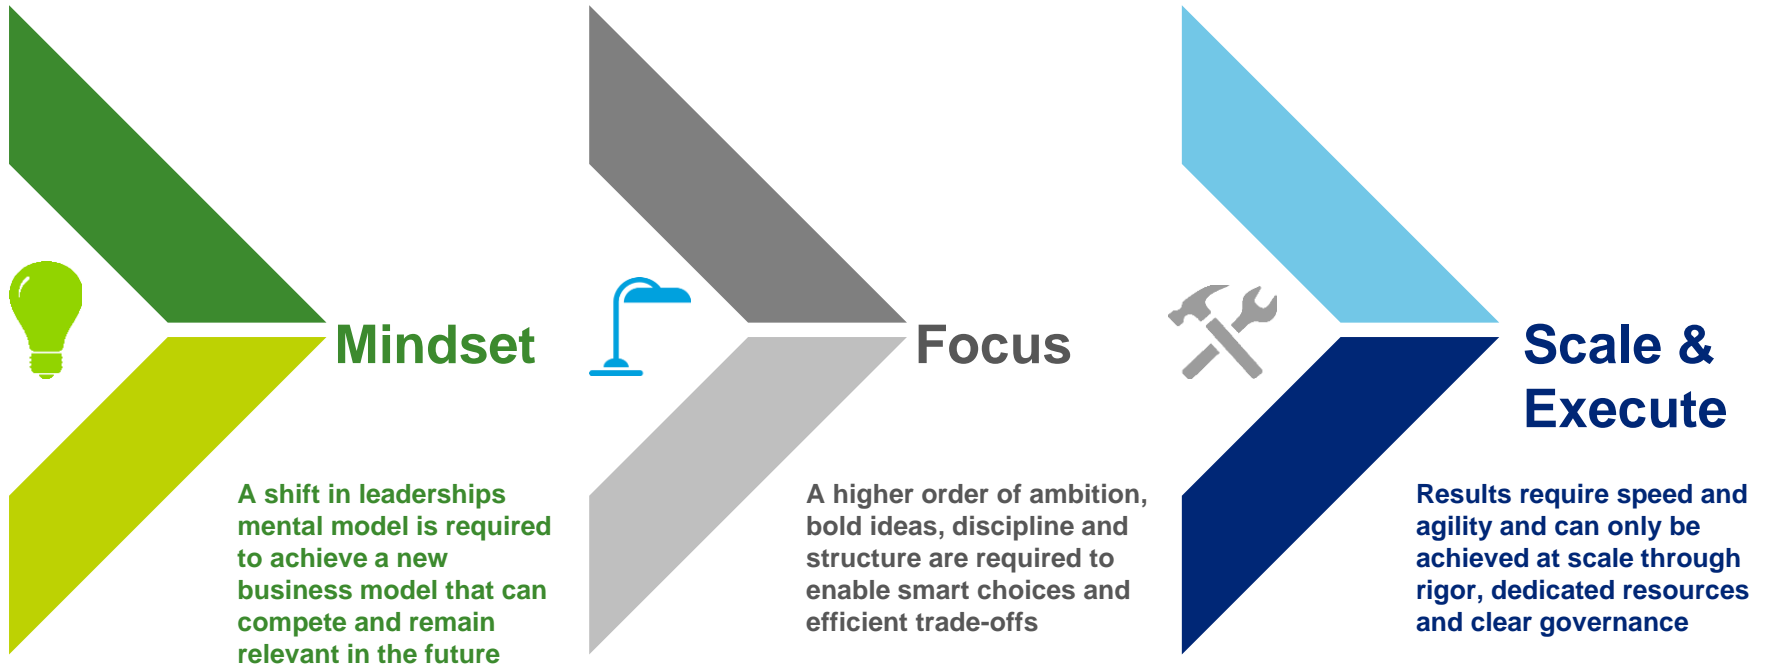 Mindset
A shift in leaderships
mental model is required
to achieve a new
business model that can
compete and remain
relevant in the future
Focus
A higher order of ambition,
bold ideas, discipline and
structure are required to
enable smart choices and
efficient trade-offs
Scale &
Execute
Results require speed and
agility and can only be
achieved at scale through
rigor, dedicated resources
and clear governance